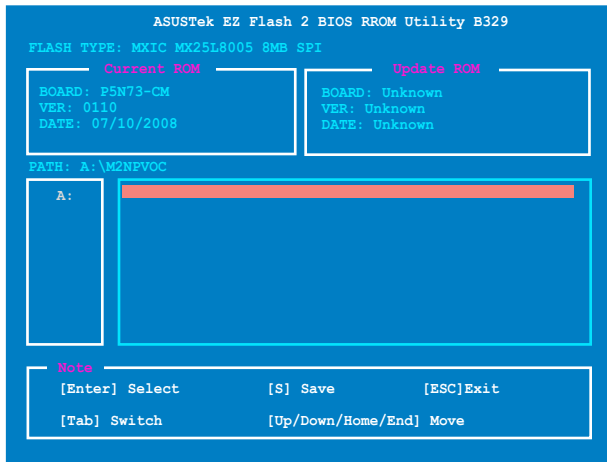 ASUSTek EZ Flash 2 BIOS RROM Utility B329
FLASH TYPE: MXIC MX25L8005 8MB SPI
Current ROM
BOARD: P5N73-CM
VER: 0110
DATE: 07/10/2008
Update ROM
BOARD: Unknown
VER: Unknown
DATE: Unknown
PATH: A:\M2NPVOC
A:
Note
[Enter] Select [S] Save [ESC]Exit
[Tab] Switch [Up/Down/Home/End] Move